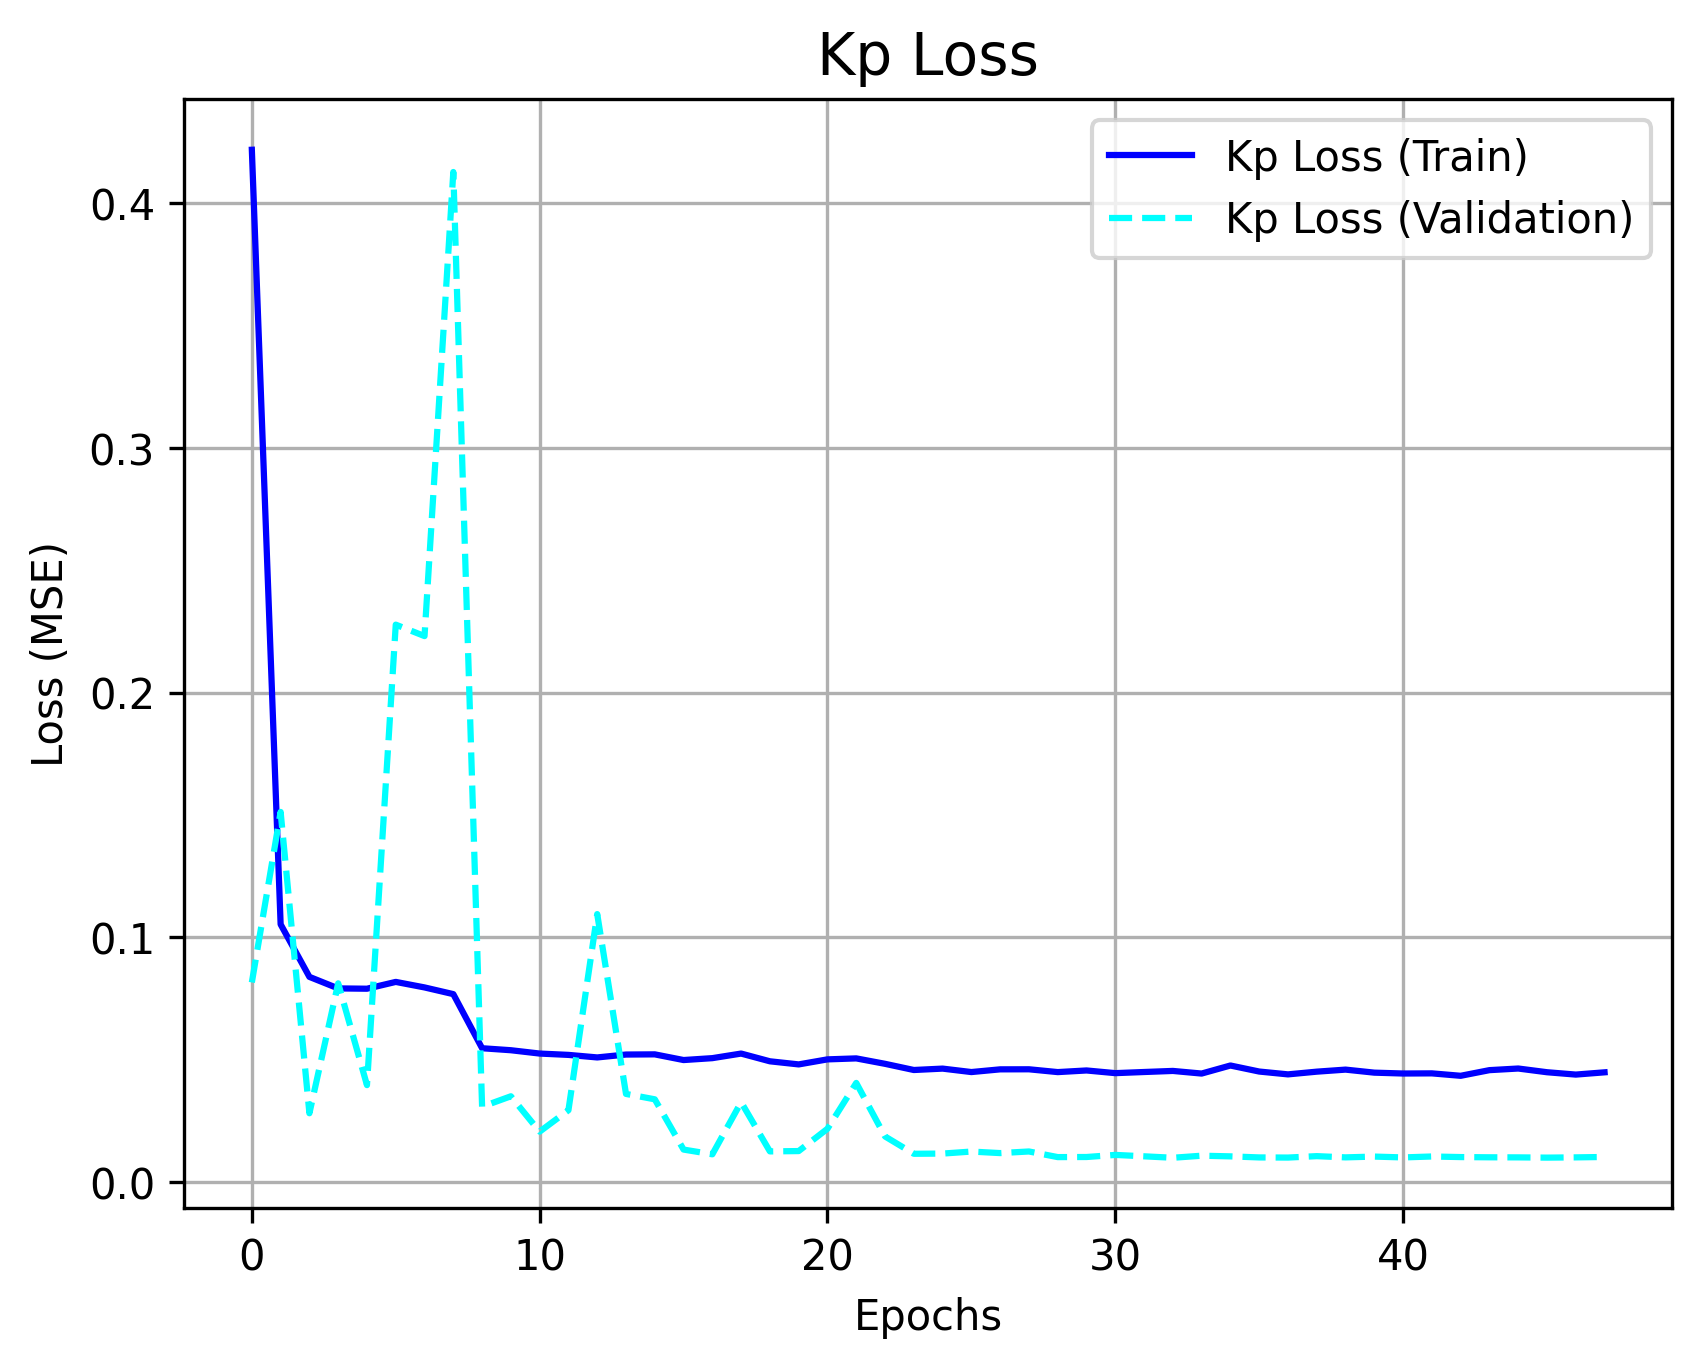 Kp Loss
Kp Loss (Train)
Kp Loss (Validation)
0.4
0.3
0.2
0.1
0.0
Loss (MSE)
0 10 20 30 40
Epochs